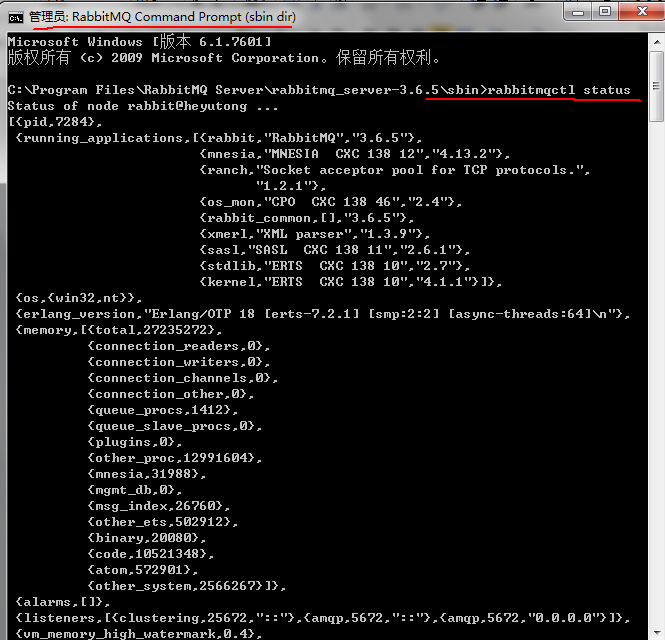 管理员: RabbitMQ Command Prompt (sbin dir)
Microsoft Windows [版本 6.1.7601]
版权所有 (c) 2009 Microsoft Corporation。保留所有权利。
C:\Program Files\RabbitMQ Server\rabbitmq_server-3.6.5\sbin>rabbitmqctl status
Status of node rabbit@heyutong ...
[{pid,7284},
 {running_applications,[{rabbit,"RabbitMQ","3.6.5"},
                        {mnesia,"MNESIA  CXC 138 12","4.13.2"},
                        {ranch,"Socket acceptor pool for TCP protocols.",
                               "1.2.1"},
                        {os_mon,"CPO  CXC 138 46","2.4"},
                        {rabbit_common,[],"3.6.5"},
                        {xmerl,"XML parser","1.3.9"},
                        {sasl,"SASL  CXC 138 11","2.6.1"},
                        {stdlib,"ERTS  CXC 138 10","2.7"},
                        {kernel,"ERTS  CXC 138 10","4.1.1"}]},
 {os,{win32,nt}},
 {erlang_version,"Erlang/OTP 18 [erts-7.2.1] [smp:2:2] [async-threads:64]\n"},
 {memory,[{total,27235272},
          {connection_readers,0},
          {connection_writers,0},
          {connection_channels,0},
          {connection_other,0},
          {queue_procs,1412},
          {queue_slave_procs,0},
          {plugins,0},
          {other_proc,12991604},
          {mnesia,31988},
          {mgmt_db,0},
          {msg_index,26760},
          {other_ets,502912},
          {binary,20080},
          {code,10521348},
          {atom,572901},
          {other_system,2566267}]},
 {alarms,[]},
 {listeners,[{clustering,25672,"::"},{amqp,5672,"::"},{amqp,5672,"0.0.0.0"}]},
 {vm_memory_high_watermark,0.4},